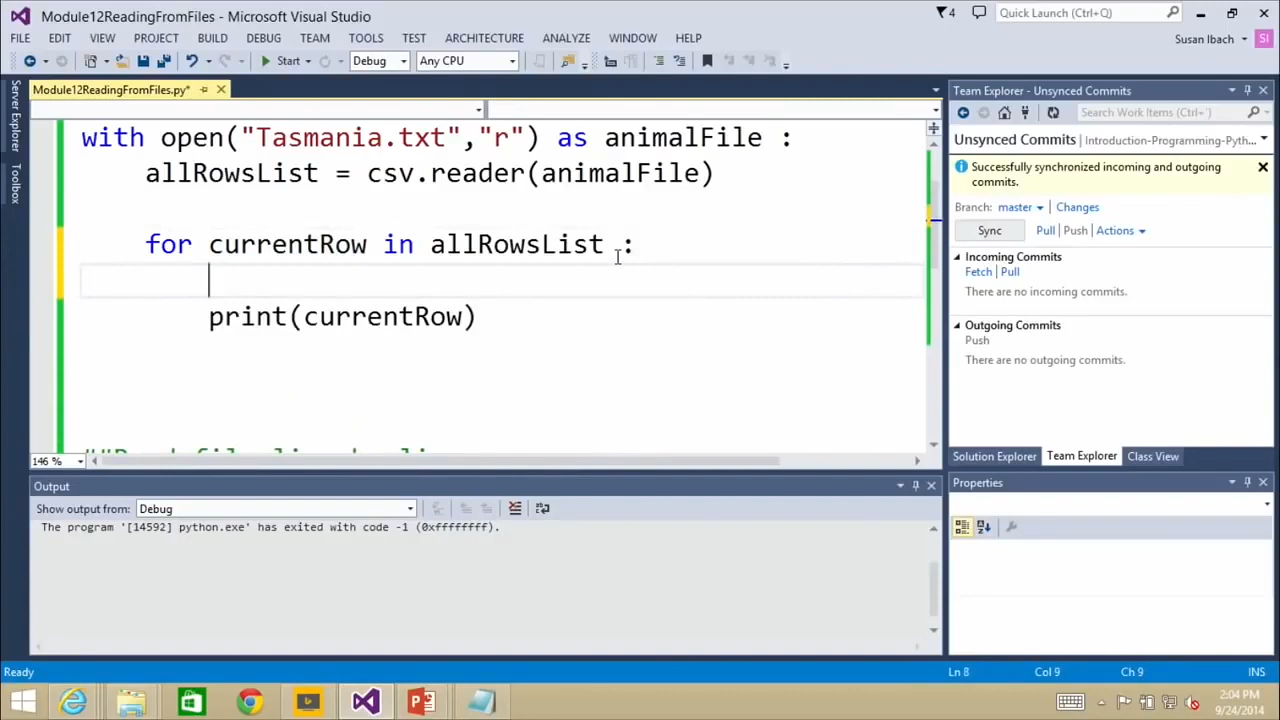 Module12ReadingFromFiles - Microsoft Visual Studio
4
Quick Launch (Ctrl+Q)
FILE EDIT VIEW PROJECT BUILD DEBUG TEAM TOOLS TEST ARCHITECTURE ANALYZE WINDOW HELP
Susan Ibach SI
Start Debug Any CPU
Server Explorer
Toolbox
Module12ReadingFromFiles.py*
with open("Tasmania.txt","r") as animalFile :
allRowsList = csv.reader(animalFile)
for currentRow in allRowsList :
print(currentRow)
146 %
Team Explorer - Unsynced Commits
Search Work Items (Ctrl+')
Unsynced Commits Introduction-Programming-Pyth
Successfully synchronized incoming and outgoing
commits.
Branch: master Changes
Sync Pull Push Actions
Incoming Commits
Fetch Pull
There are no incoming commits.
Outgoing Commits
Push
There are no outgoing commits.
Solution Explorer Team Explorer Class View
Properties
Output
Show output from: Debug
The program '[14592] python.exe' has exited with code -1 (0xffffffff).
Ready Ln 8 Col 9 Ch 9 INS
2:04 PM
9/24/2014